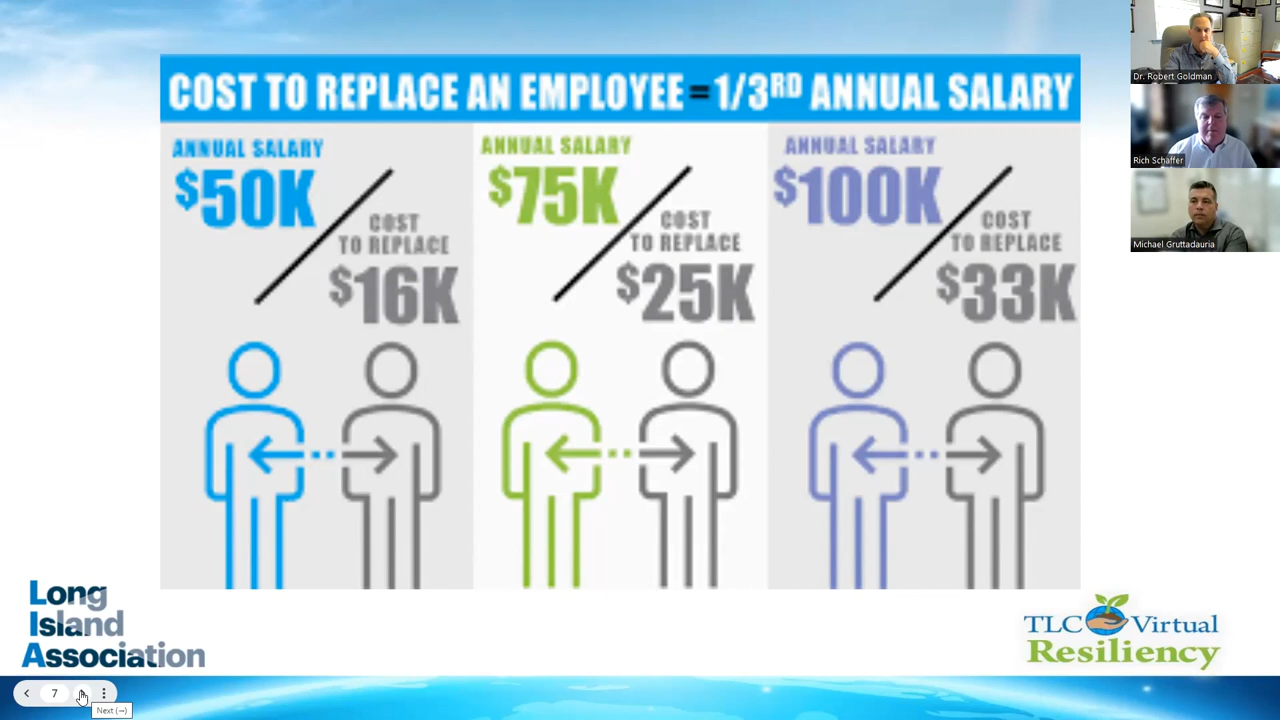 COST TO REPLACE AN EMPLOYEE = 1/3RD ANNUAL SALARY
ANNUAL SALARY
$50K
COST
TO REPLACE
$16K
ANNUAL SALARY
$75K
COST
TO REPLACE
$25K
ANNUAL SALARY
$100K
COST
TO REPLACE
$33K
Dr. Robert Goldman
Rich Schaffer
Michael Gruttadauria
Long
Island
Association
TLC Virtual
Resiliency
7
Next (→)